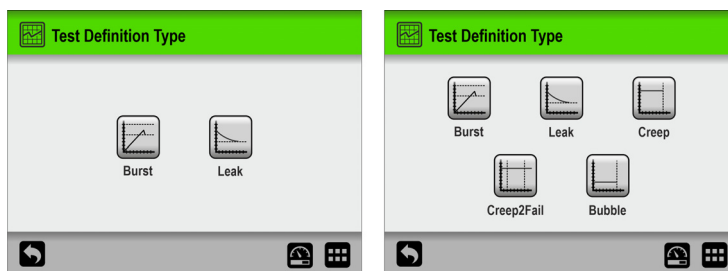 Test Definition Type
Burst Leak
Test Definition Type
Burst Leak Creep
Creep2Fail Bubble